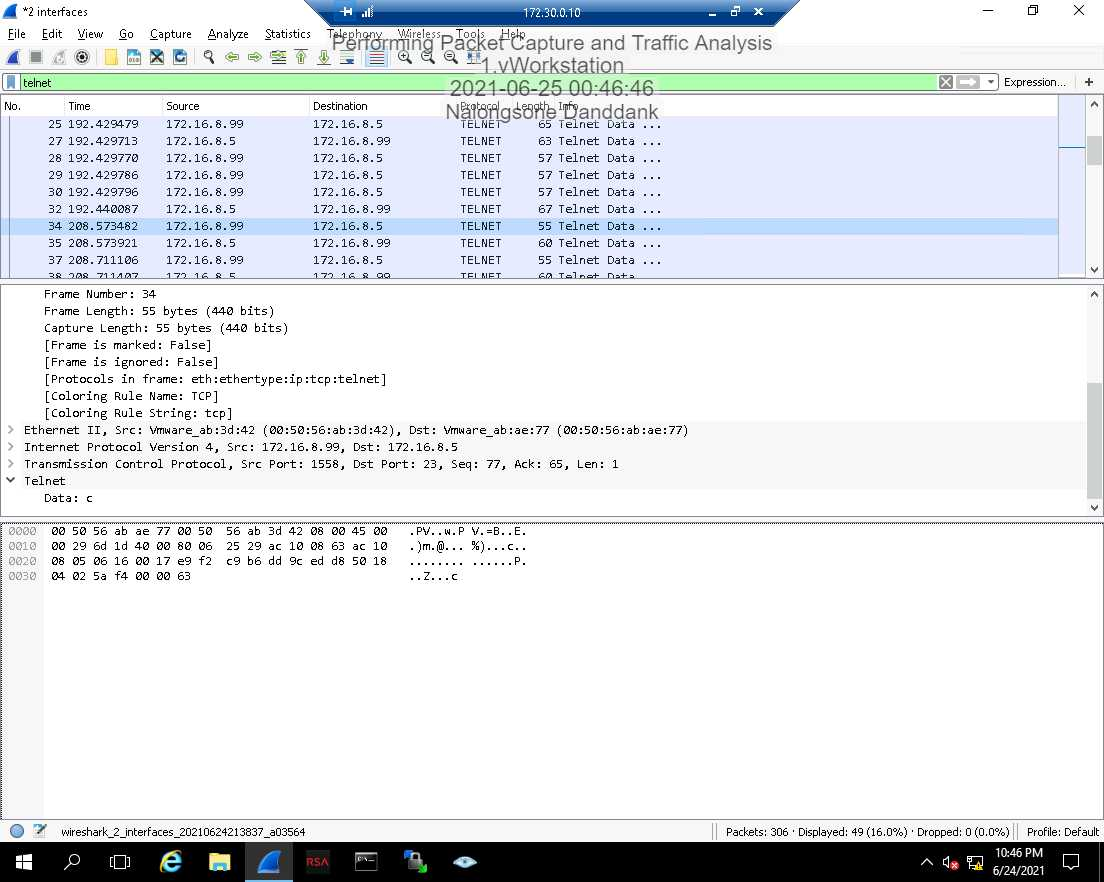 *2 interfaces
172.30.0.10
File Edit View Go Capture Analyze Statistics Telephony Wireless Tools Help
Performing Packet Capture and Traffic Analysis
1.vWorkstation
telnet
Expression...
+
2021-06-25 00:46:46
Nalongsone Danddank
No. Time Source Destination Protocol Length Info
25 192.429479 172.16.8.99 172.16.8.5 TELNET 65 Telnet Data ...
27 192.429713 172.16.8.5 172.16.8.99 TELNET 63 Telnet Data ...
28 192.429770 172.16.8.99 172.16.8.5 TELNET 57 Telnet Data ...
29 192.429786 172.16.8.99 172.16.8.5 TELNET 57 Telnet Data ...
30 192.429796 172.16.8.99 172.16.8.5 TELNET 57 Telnet Data ...
32 192.440087 172.16.8.5 172.16.8.99 TELNET 67 Telnet Data ...
34 208.573482 172.16.8.99 172.16.8.5 TELNET 55 Telnet Data ...
35 208.573921 172.16.8.5 172.16.8.99 TELNET 60 Telnet Data ...
37 208.711106 172.16.8.99 172.16.8.5 TELNET 55 Telnet Data ...
38 208.711407 172.16.8.5 172.16.8.99 TELNET 60 Telnet Data
Frame Number: 34
Frame Length: 55 bytes (440 bits)
Capture Length: 55 bytes (440 bits)
[Frame is marked: False]
[Frame is ignored: False]
[Protocols in frame: eth:ethertype:ip:tcp:telnet]
[Coloring Rule Name: TCP]
[Coloring Rule String: tcp]
Ethernet II, Src: Vmware_ab:3d:42 (00:50:56:ab:3d:42), Dst: Vmware_ab:ae:77 (00:50:56:ab:ae:77)
Internet Protocol Version 4, Src: 172.16.8.99, Dst: 172.16.8.5
Transmission Control Protocol, Src Port: 1558, Dst Port: 23, Seq: 77, Ack: 65, Len: 1
Telnet
Data: c
0000 00 50 56 ab ae 77 00 50 56 ab 3d 42 08 00 45 00 .PV..w.P V.=B..E.
0010 00 29 6d 1d 40 00 80 06 25 29 ac 10 08 63 ac 10 .)m.@... %)...c..
0020 08 05 06 16 00 17 e9 f2 c9 b6 dd 9c ed d8 50 18 ........ ......P.
0030 04 02 5a f4 00 00 63 ..Z...c
wireshark_2_interfaces_20210624213837_a03564
Packets: 306 · Displayed: 49 (16.0%) · Dropped: 0 (0.0%)
Profile: Default
RSA
10:46 PM
6/24/2021